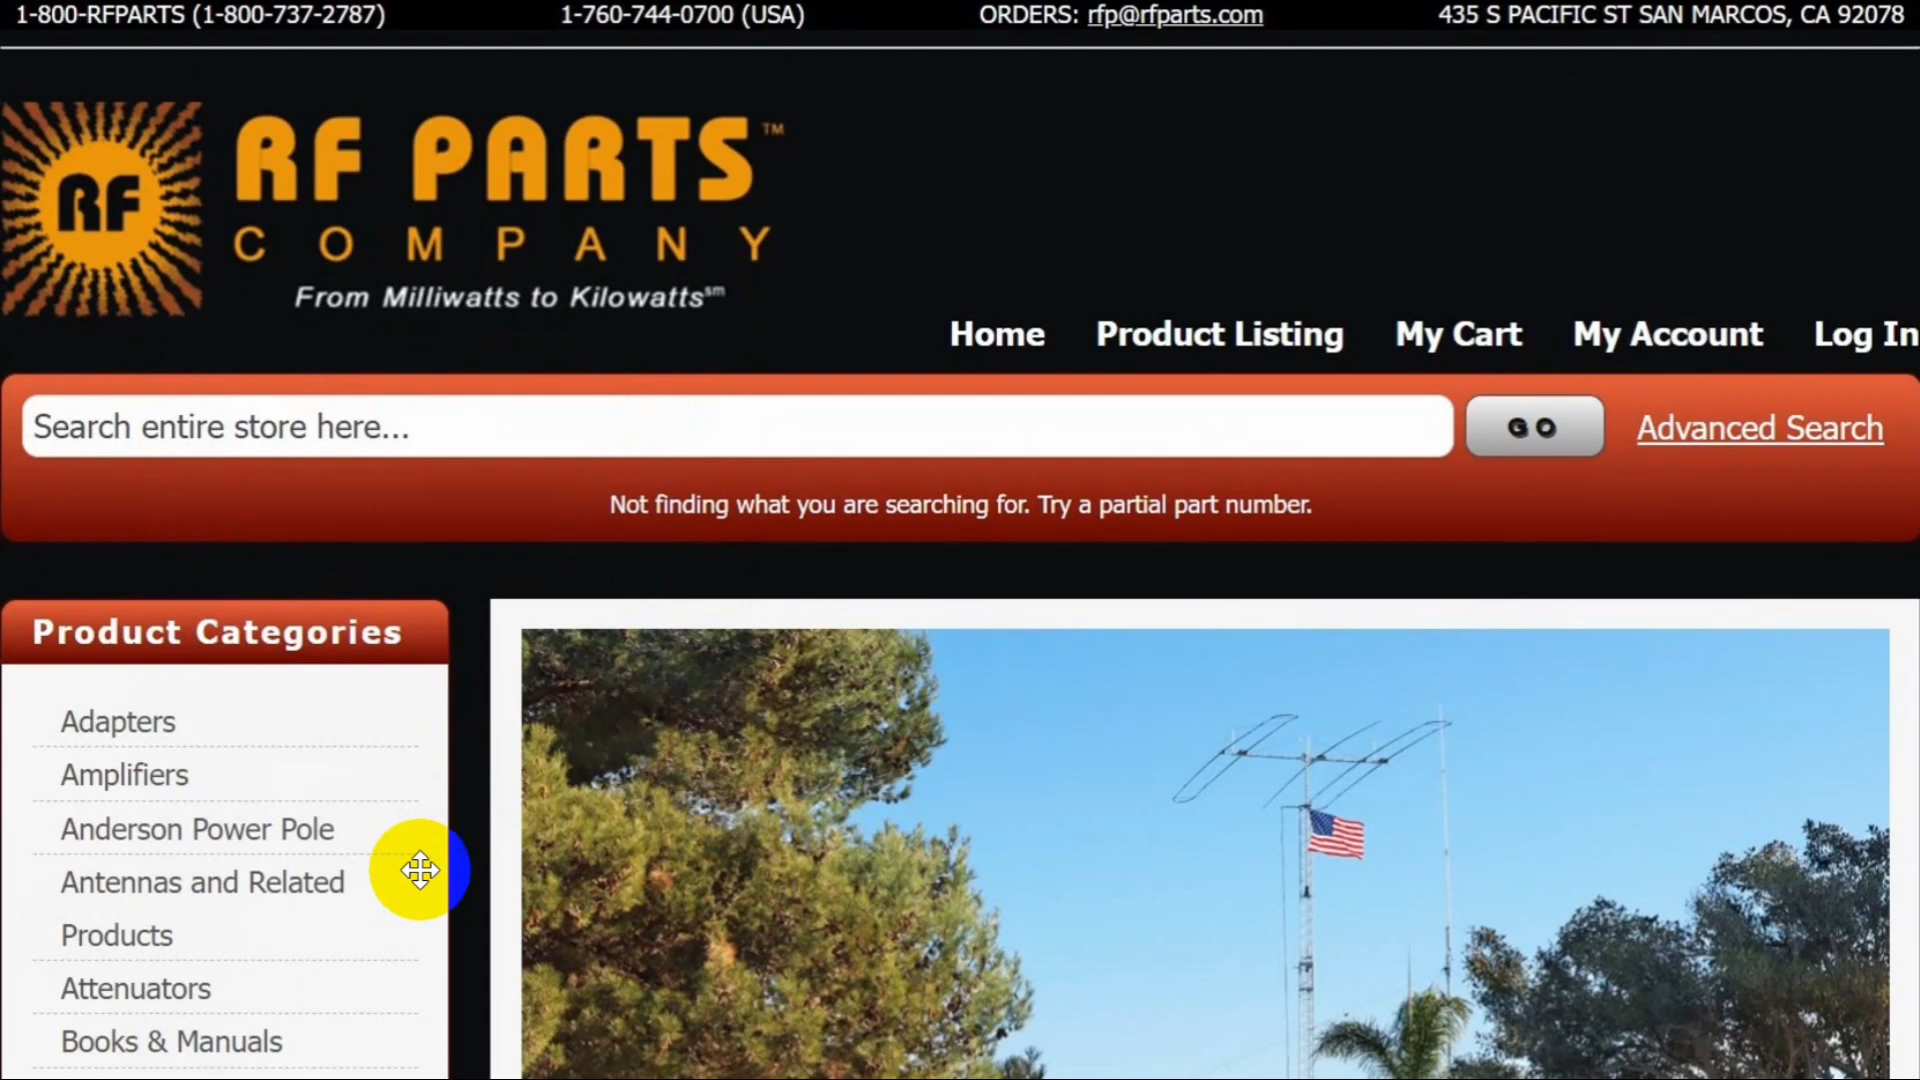 1-800-RFPARTS (1-800-737-2787)
1-760-744-0700 (USA)
ORDERS: rfp@rfparts.com
435 S PACIFIC ST SAN MARCOS, CA 92078
RF
RF PARTS™
COMPANY
From Milliwatts to Kilowatts℠
Home
Product Listing
My Cart
My Account
Log In
Search entire store here...
GO
Advanced Search
Not finding what you are searching for. Try a partial part number.
Product Categories
Adapters
Amplifiers
Anderson Power Pole
Antennas and Related
Products
Attenuators
Books & Manuals